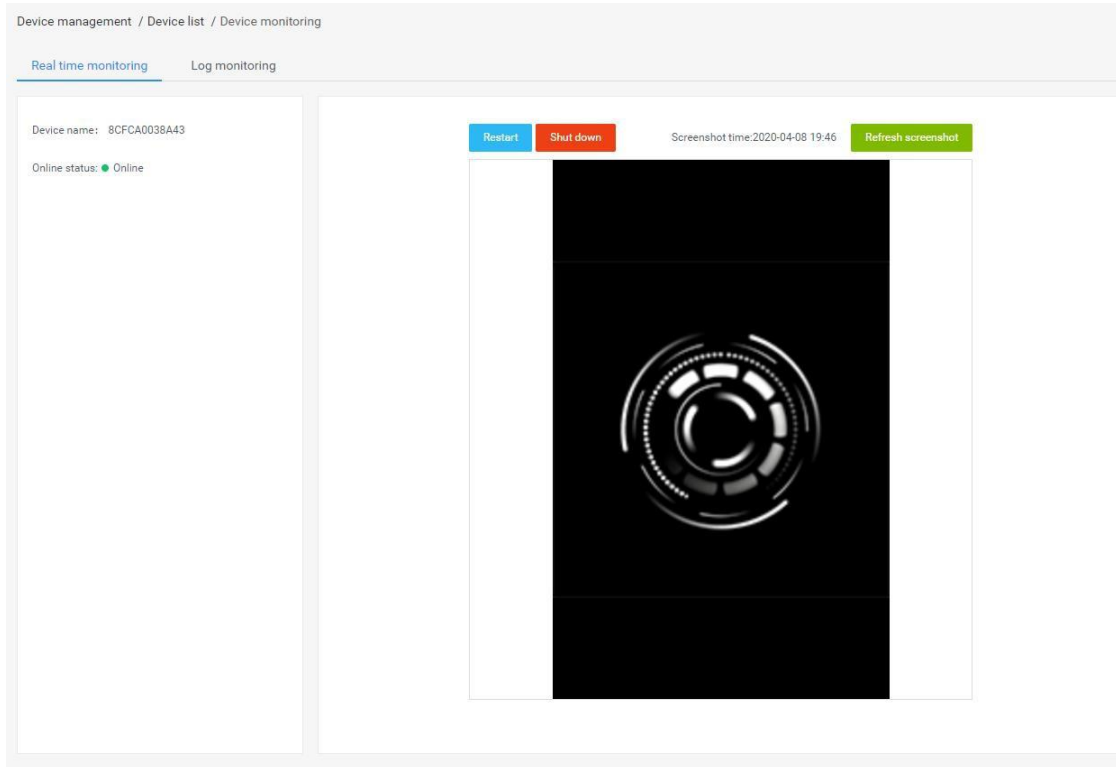 Device management / Device list / Device monitoring
Real time monitoring Log monitoring
Device name: 8CFCA0038A43
Restart Shut down Screenshot time:2020-04-08 19:46 Refresh screenshot
Online status: Online